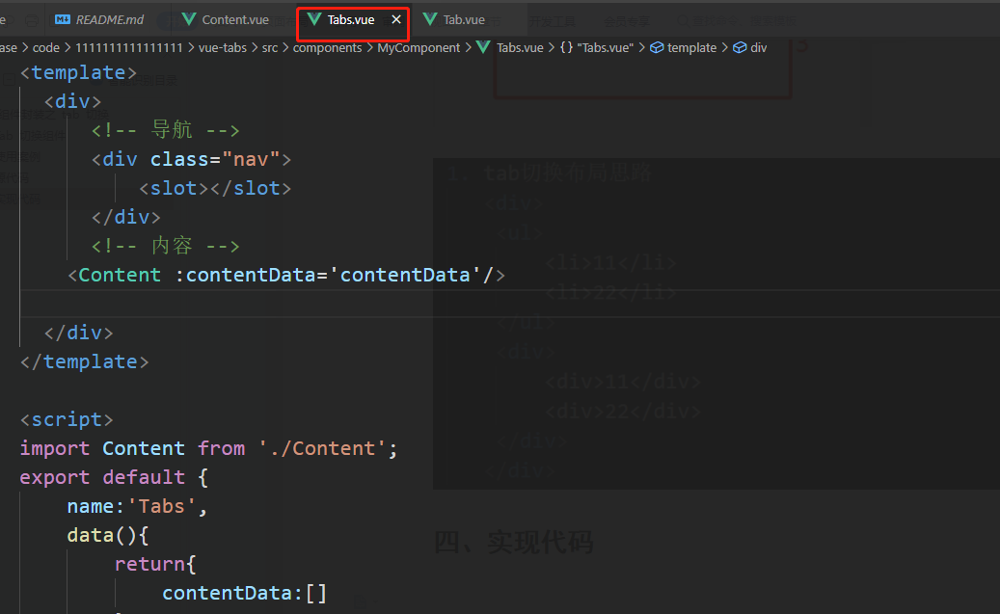 e README.md Content.vue Tabs.vue × Tab.vue
ase > code > 1111111111111111 > vue-tabs > src > components > MyComponent > Tabs.vue > {} "Tabs.vue" > template > div
<template>
<div>
<!-- 导航 -->
<div class="nav">
<slot></slot>
</div>
<!-- 内容 -->
<Content :contentData='contentData'/>
</div>
</template>
<script>
import Content from './Content';
export default {
name:'Tabs',
data(){
return{
contentData:[]
1. tab切换布局思路
<div>
<ul>
<li>11</li>
<li>22</li>
</ul>
<div>
<div>11</div>
<div>22</div>
</div>
</div>
四、实现代码